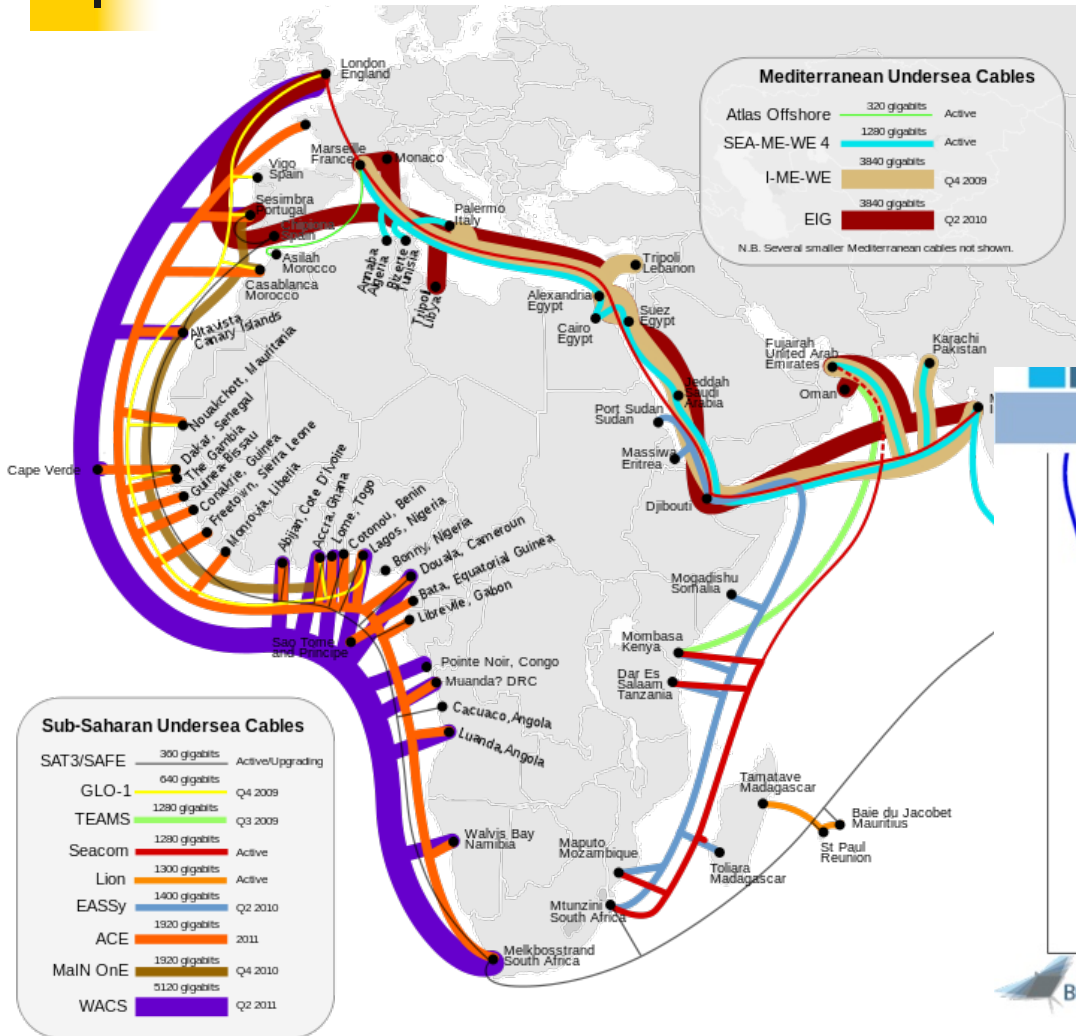 London
England
Vigo
Spain
Sesimbra
Portugal
Spain
Asilah
Morocco
Casablanca
Morocco
Marseille
France
Monaco
Palermo
Italy
Annaba
Algeria
Bizerte
Tunisia
Tripoli
Libya
Tripoli
Lebanon
Alexandria
Egypt
Cairo
Egypt
Suez
Egypt
Jeddah
Saudi
Arabia
Port Sudan
Sudan
Massiwa
Eritrea
Djibouti
Fujairah
United Arab
Emirates
Oman
Karachi
Pakistan
Mediterranean Undersea Cables
Atlas Offshore 320 gigabits Active
SEA-ME-WE 4 1280 gigabits Active
I-ME-WE 3840 gigabits Q4 2009
EIG 3840 gigabits Q2 2010
N.B. Several smaller Mediterranean cables not shown.
Altavista
Canary Islands
Nouakchott, Mauritania
Dakar, Senegal
The Gambia
Guinea-Bissau
Conakrie, Guinea
Freetown, Sierra Leone
Monrovia, Liberia
Cape Verde
Abijan, Cote D'Ivoire
Accra, Ghana
Lome, Togo
Cotonou, Benin
Lagos, Nigeria
Bonny, Nigeria
Douala, Cameroun
Bata, Equatorial Guinea
Librevile, Gabon
Sao Tome
and Principe
Pointe Noir, Congo
Muanda? DRC
Cacuaco, Angola
Luanda, Angola
Walvis Bay
Namibia
Melkbosstrand
South Africa
Mogadishu
Somalia
Mombasa
Kenya
Dar Es
Salaam
Tanzania
Tamatave
Madagascar
Baie du Jacobet
Mauritius
St Paul
Reunion
Toliara
Madagascar
Maputo
Mozambique
Mtunzini
South Africa
Sub-Saharan Undersea Cables
SAT3/SAFE 360 gigabits Active/Upgrading
GLO-1 640 gigabits Q4 2009
TEAMS 1280 gigabits Q3 2009
Seacom 1280 gigabits Active
Lion 1300 gigabits Active
EASSy 1400 gigabits Q2 2010
ACE 1920 gigabits 2011
MaIN OnE 1920 gigabits Q4 2010
WACS 5120 gigabits Q2 2011